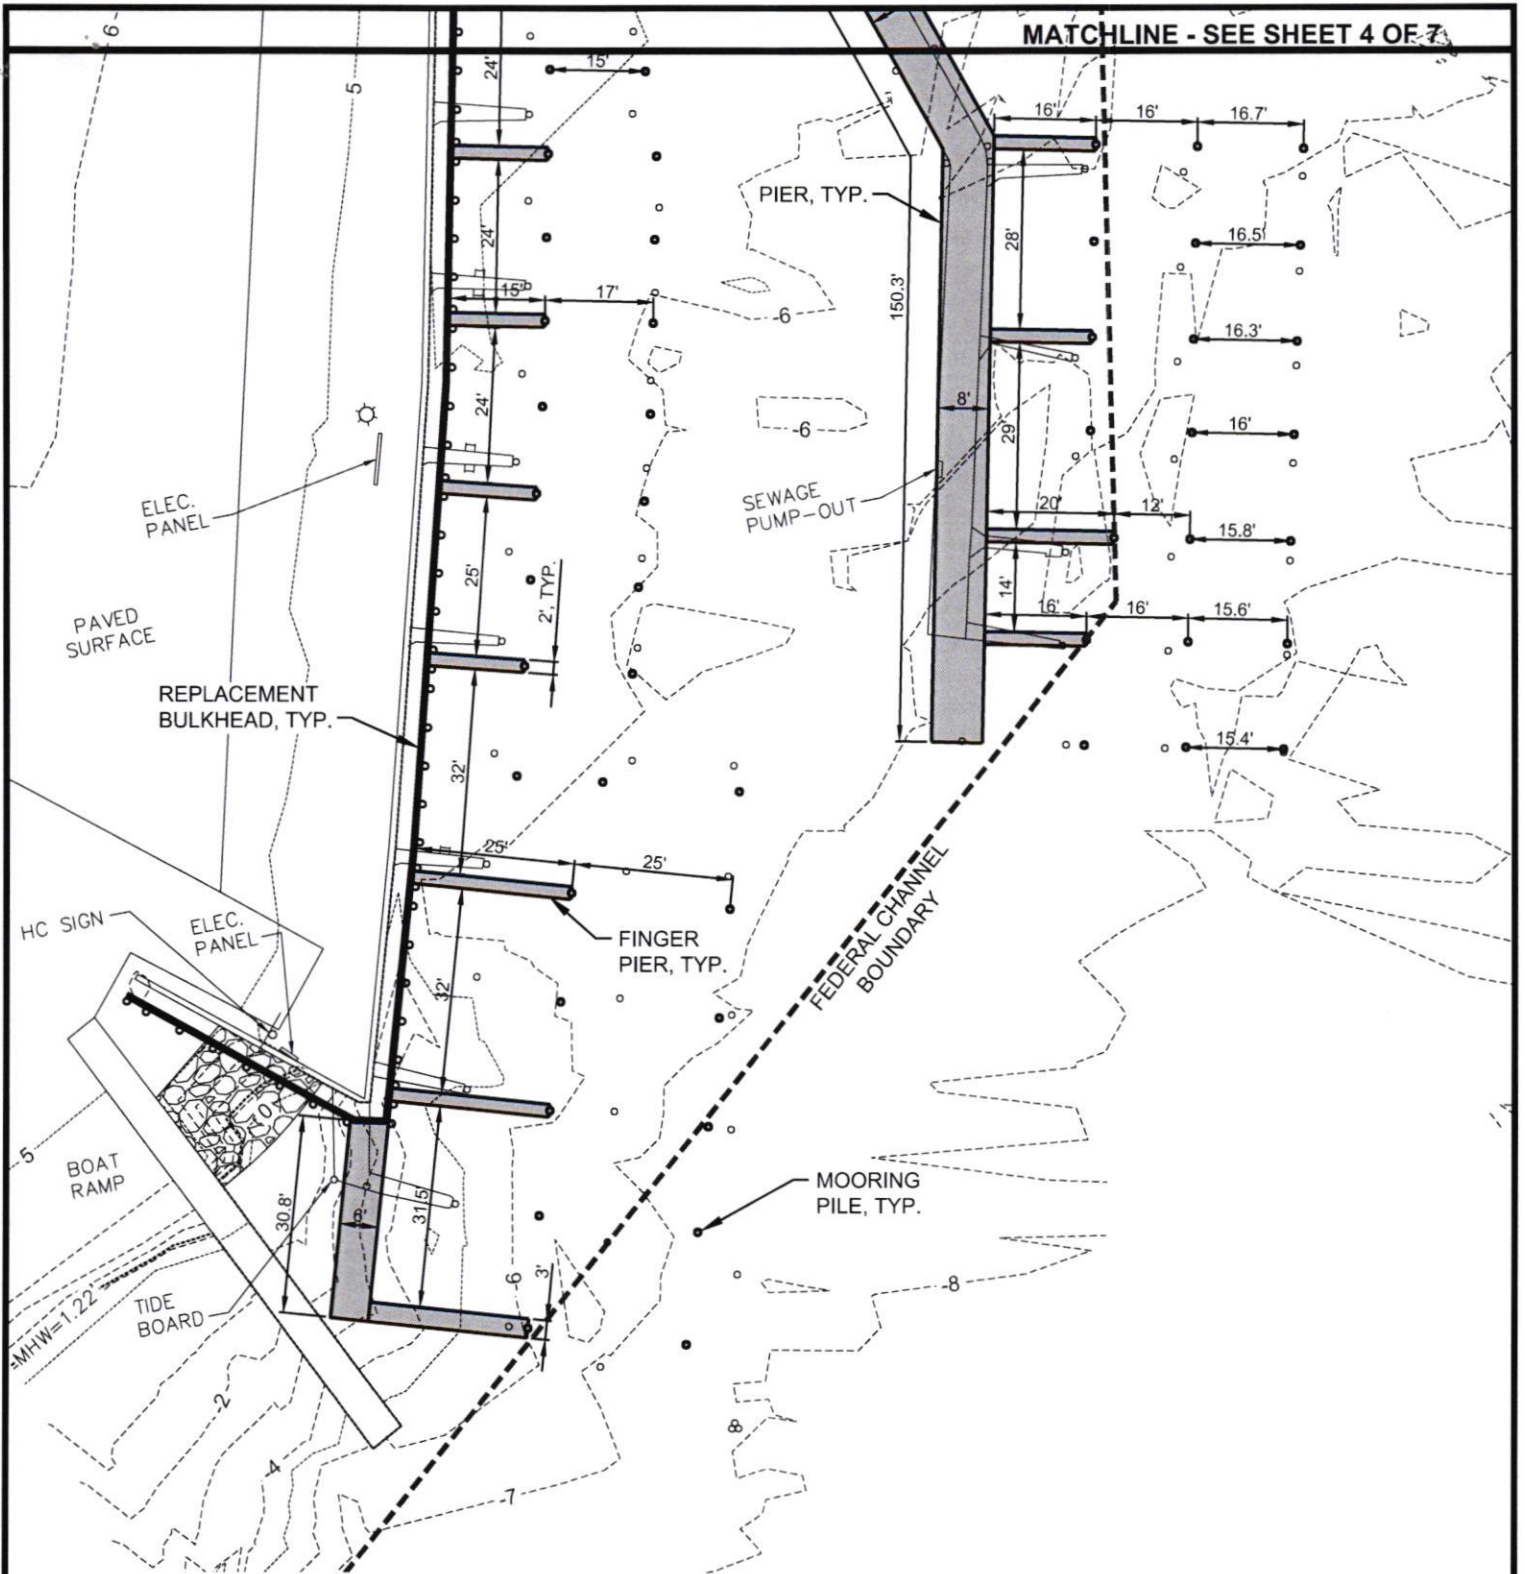 MATCHLINE - SEE SHEET 4 OF 7
6
5
24'
15'
16'
16'
16.7'
PIER, TYP.
24'
28'
16.5'
15'
17'
150.3'
6
16.3'
24'
8'
6
29'
16'
ELEC.
PANEL
SEWAGE
PUMP-OUT
20'
12'
15.8'
25'
2', TYP.
14'
16'
16'
15.6'
PAVED
SURFACE
REPLACEMENT
BULKHEAD, TYP.
15.4'
32'
25'
25'
FEDERAL CHANNEL
BOUNDARY
HC SIGN
ELEC.
PANEL
FINGER
PIER, TYP.
32'
5
BOAT
RAMP
MOORING
PILE, TYP.
30.8'
31.5'
6
3'
8
TIDE
BOARD
MHW=1.22'
2
4
7